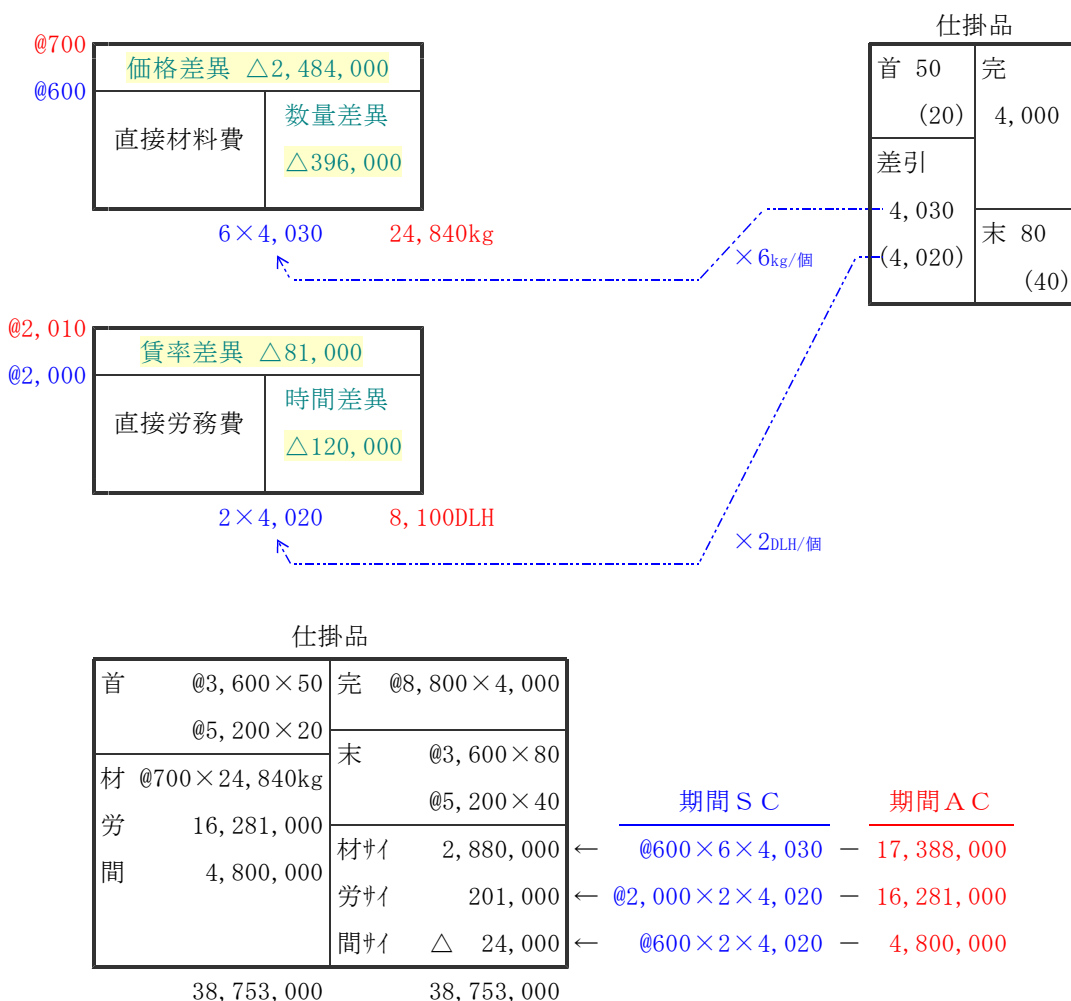 仕掛品
@700
価格差異 △2,484,000
@600
直接材料費
数量差異
△396,000
6×4,030
24,840kg
首 50
(20)
完
4,000
差引
4,030
(4,020)
末 80
(40)
×6kg/個
@2,010
賃率差異 △81,000
@2,000
直接労務費
時間差異
△120,000
2×4,020
8,100DLH
×2DLH/個
仕掛品
首 @3,600×50
@5,200×20
完 @8,800×4,000
材 @700×24,840kg
労 16,281,000
間 4,800,000
末 @3,600×80
@5,200×40
期間ＳＣ
期間ＡＣ
材ｻｲ 2,880,000 ← @600×6×4,030 － 17,388,000
労ｻｲ 201,000 ← @2,000×2×4,020 － 16,281,000
間ｻｲ △ 24,000 ← @600×2×4,020 － 4,800,000
38,753,000
38,753,000